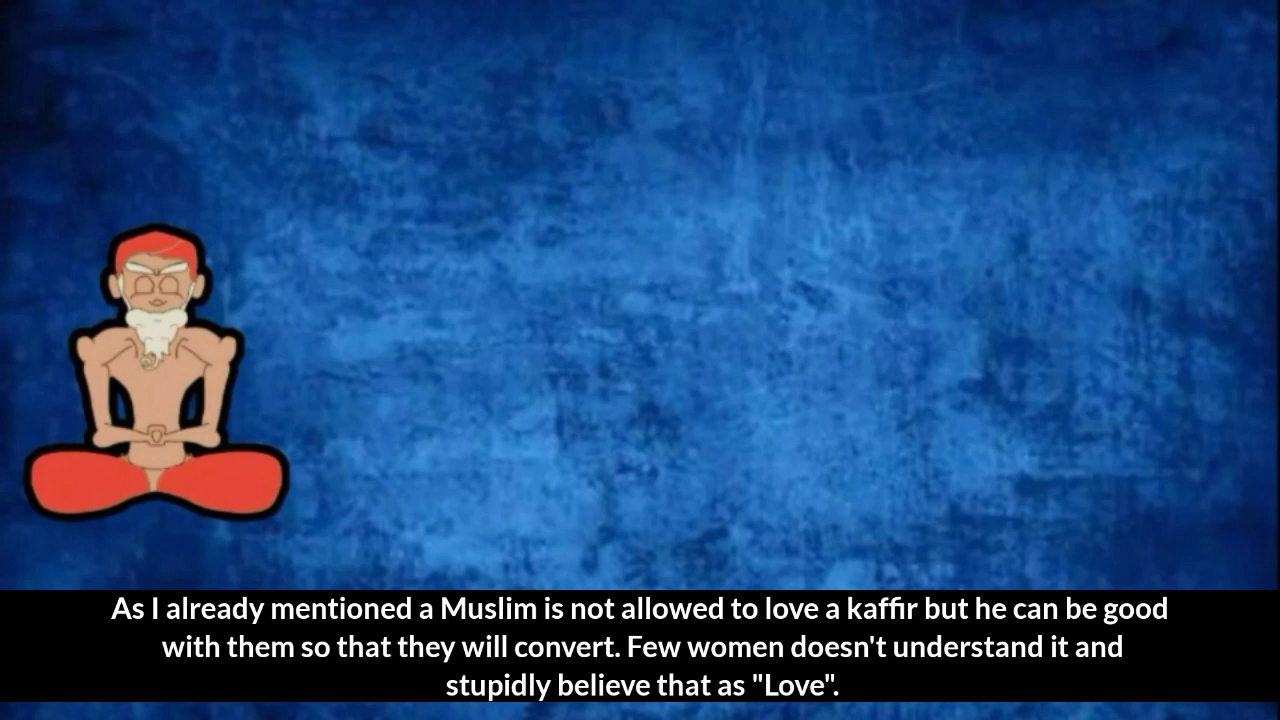 As I already mentioned a Muslim is not allowed to love a kaffir but he can be good
with them so that they will convert. Few women doesn't understand it and
stupidly believe that as "Love".